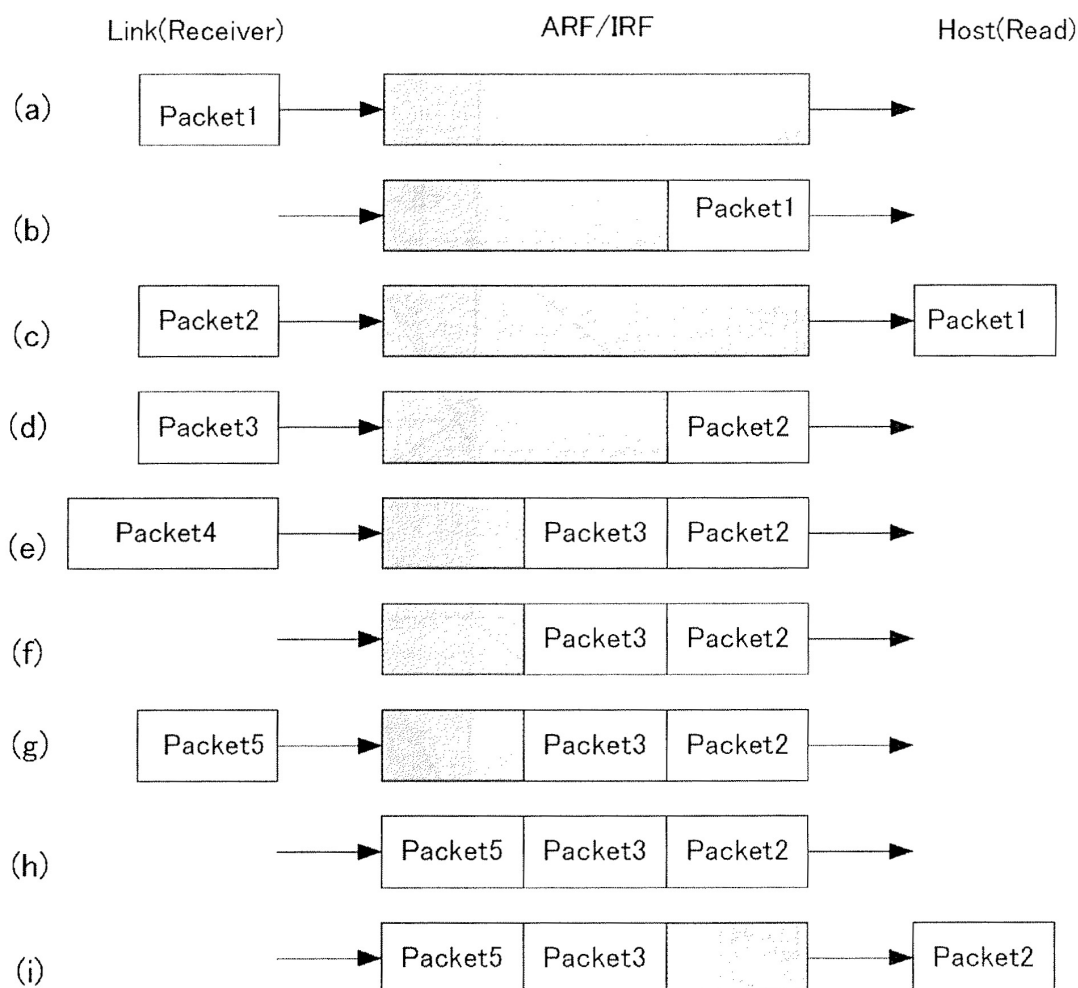 Link(Receiver) ARF/IRF Host(Read)
(a) Packet1
(b) Packet1
(c) Packet2 Packet1
(d) Packet3 Packet2
(e) Packet4 Packet3 Packet2
(f) Packet3 Packet2
(g) Packet5 Packet3 Packet2
(h) Packet5 Packet3 Packet2
(i) Packet5 Packet3 Packet2